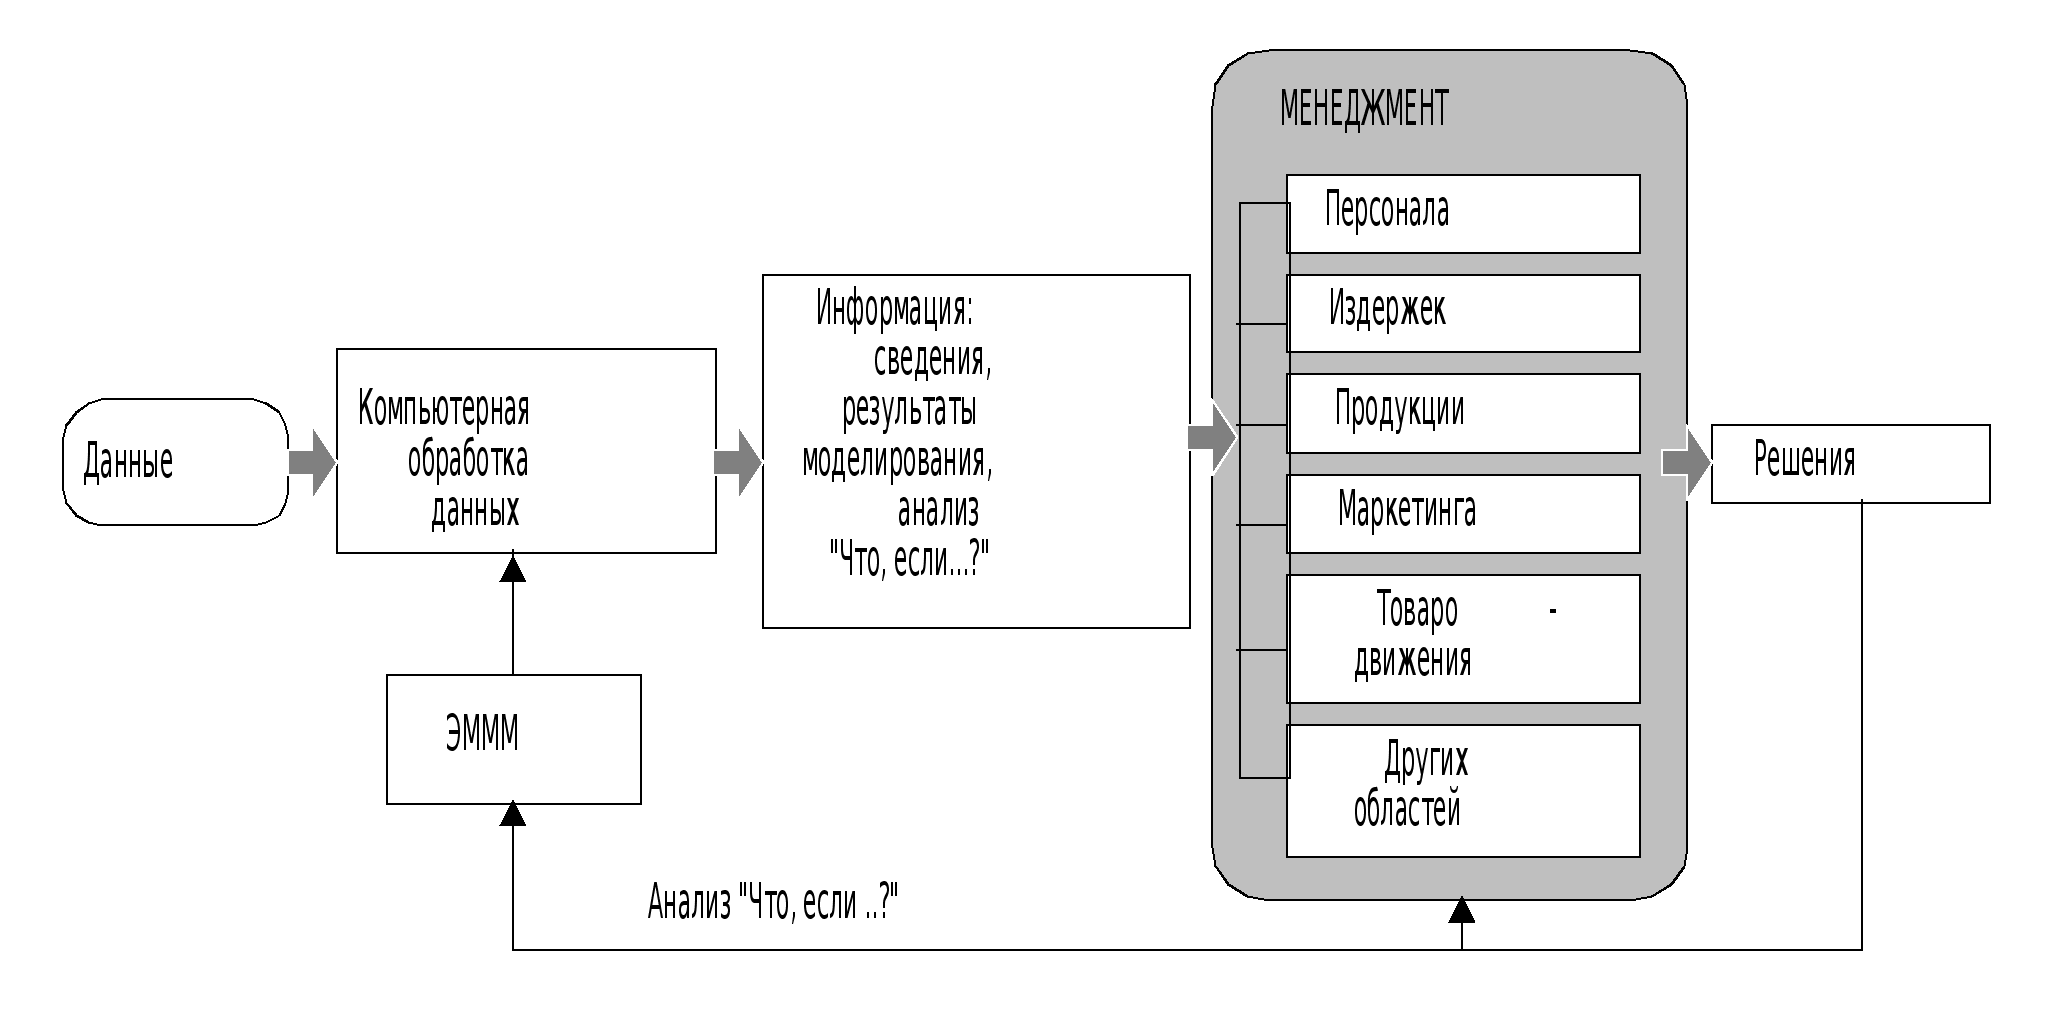 Данные
Компьютерная
обработка
данных
ЭМММ
Информация:
сведения,
результаты
моделирования,
анализ
"Что, если...?"
МЕНЕДЖМЕНТ
Персонала
Издержек
Продукции
Маркетинга
Товаро -
движения
Других
областей
Решения
Анализ "Что, если ..?"